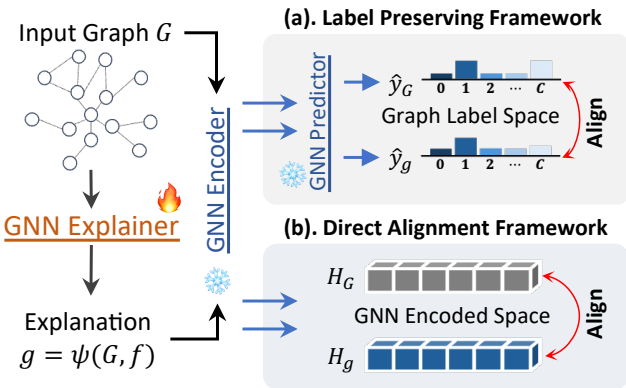 Input Graph G
GNN Explainer
Explanation
g = ψ(G, f)
GNN Encoder
(a). Label Preserving Framework
GNN Predictor
ŷ_G
0 1 2 ... C
Graph Label Space
ŷ_g
0 1 2 ... C
Align
(b). Direct Alignment Framework
H_G
GNN Encoded Space
H_g
Align